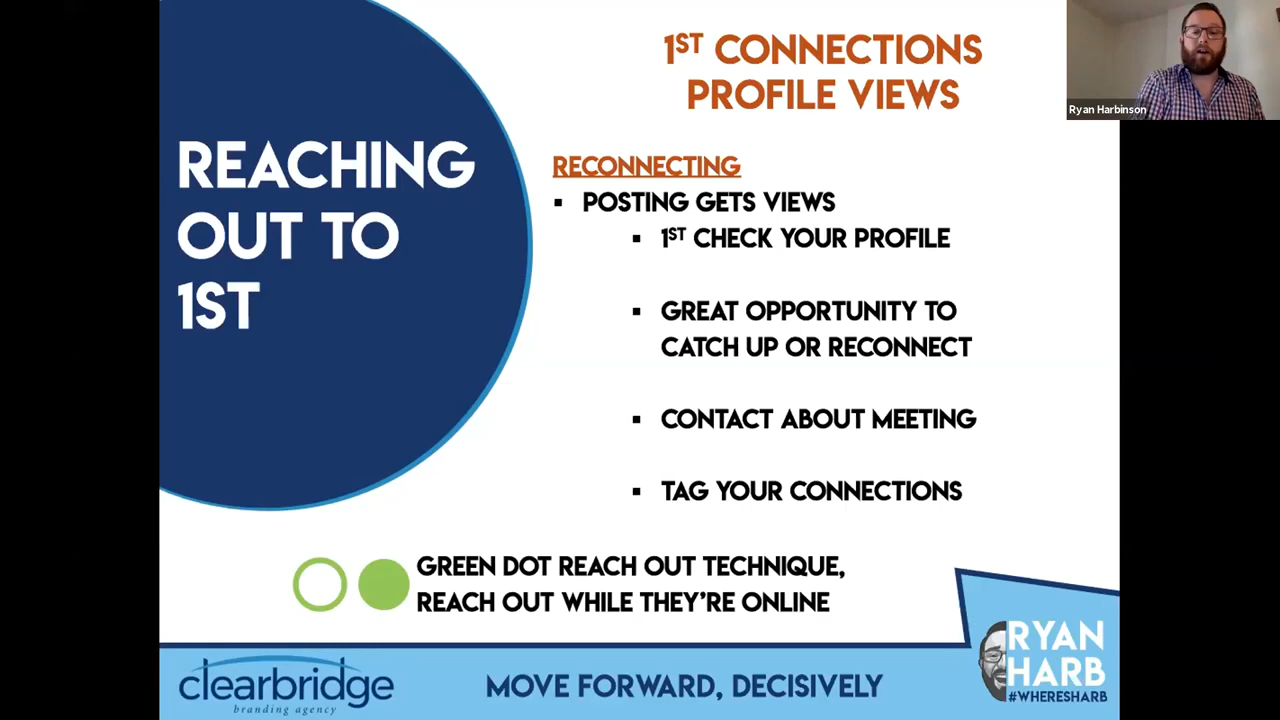 1ST CONNECTIONS
PROFILE VIEWS
Ryan Harbinson
REACHING
OUT TO
1ST
RECONNECTING
▪ POSTING GETS VIEWS
▪ 1ST CHECK YOUR PROFILE
▪ GREAT OPPORTUNITY TO
CATCH UP OR RECONNECT
▪ CONTACT ABOUT MEETING
▪ TAG YOUR CONNECTIONS
GREEN DOT REACH OUT TECHNIQUE,
REACH OUT WHILE THEY'RE ONLINE
clearbridge
branding agency
MOVE FORWARD, DECISIVELY
RYAN
HARB
#WHERESHARB